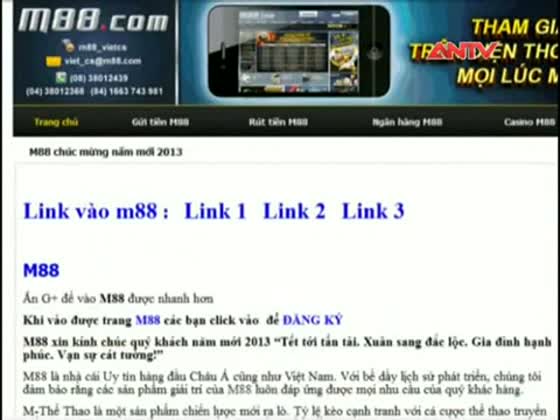 M88.com
m88_vietcs
viet_cs@m88.com
(08) 38012439
(04) 38012368 (84) 1663 743 981
THAM GIA
ANTV
MỌI LÚC M
Trang chủ Gửi tiền M88 Rút tiền M88 Ngân hàng M88 Casino M88
M88 chúc mừng năm mới 2013
Link vào m88 : Link 1 Link 2 Link 3
M88
Ấn G+ để vào M88 được nhanh hơn
Khi vào được trang M88 các bạn click vào để ĐĂNG KÝ
M88 xin kính chúc quý khách năm mới 2013 “Tết tới tấn tài. Xuân sang đắc lộc. Gia đình hạnh
phúc. Vạn sự cát tường!”
M88 là nhà cái Uy tín hàng đầu Châu Á cũng như Việt Nam. Với bề dầy lịch sử phát triển, chúng tôi
đảm bảo rằng các sản phẩm giải trí của M88 luôn đáp ứng được mọi nhu cầu của quý khác hàng.
M-Thể Thao là một sản phẩm chiến lược mới ra lò. Tỷ lệ kèo cạnh tranh với cá cược thể thao truyền